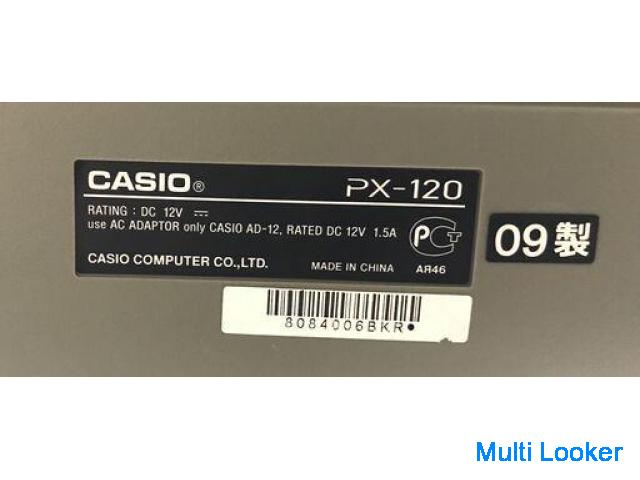 CASIO® PX-120
RATING : DC 12V ⎓
use AC ADAPTOR only CASIO AD-12, RATED DC 12V 1.5A
CASIO COMPUTER CO.,LTD. MADE IN CHINA АЯ46
09製
8084006BKR•
Multi Looker